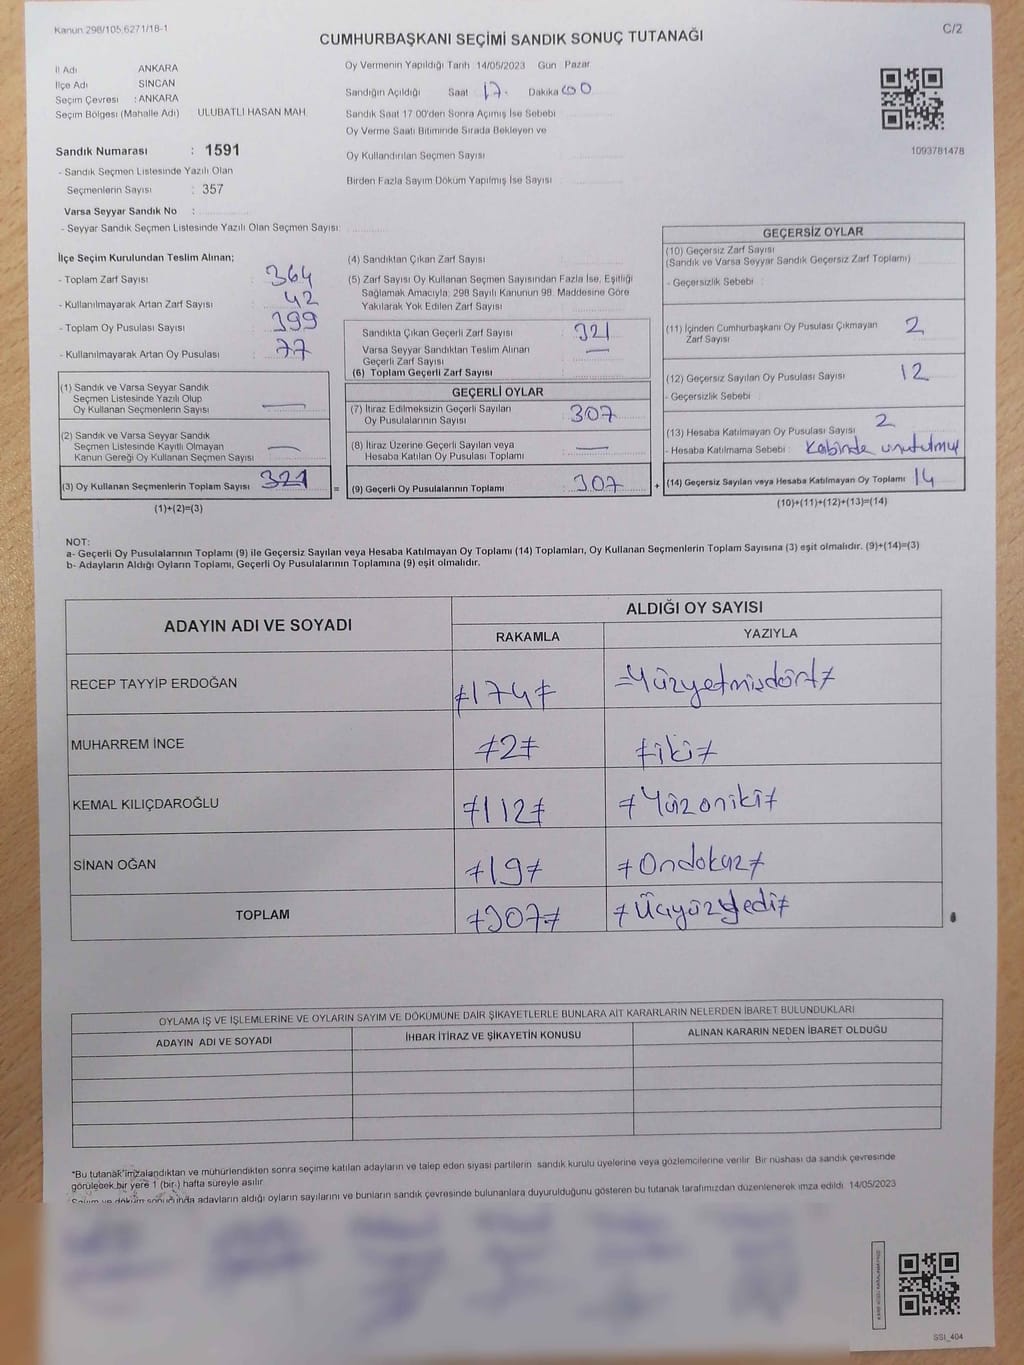 Kanun 298/105,6271/18-1
C/2
CUMHURBAŞKANI SEÇİMİ SANDIK SONUÇ TUTANAĞI
İl Adı ANKARA
İlçe Adı SİNCAN
Seçim Çevresi : ANKARA
Seçim Bölgesi (Mahalle Adı) ULUBATLI HASAN MAH.
Sandık Numarası : 1591
- Sandık Seçmen Listesinde Yazılı Olan
Seçmenlerin Sayısı : 357
Varsa Seyyar Sandık No :
- Seyyar Sandık Seçmen Listesinde Yazılı Olan Seçmen Sayısı:
Oy Vermenin Yapıldığı Tarih 14/05/2023 Gün Pazar
Sandığın Açıldığı Saat : 17. Dakika 00
Sandık Saat 17:00'den Sonra Açımış İse Sebebi
Oy Verme Saati Bitiminde Sırada Bekleyen ve
Oy Kullandırılan Seçmen Sayısı
Birden Fazla Sayım Döküm Yapılmış İse Sayısı :
1093781478
İlçe Seçim Kurulundan Teslim Alınan;
- Toplam Zarf Sayısı 364
- Kullanılmayarak Artan Zarf Sayısı 42
- Toplam Oy Pusulası Sayısı 399
- Kullanılmayarak Artan Oy Pusulası 77
(1) Sandık ve Varsa Seyyar Sandık
Seçmen Listesinde Yazılı Olup
Oy Kullanan Seçmenlerin Sayısı —
(2) Sandık ve Varsa Seyyar Sandık
Seçmen Listesinde Kayıtlı Olmayan
Kanun Gereği Oy Kullanan Seçmen Sayısı —
(3) Oy Kullanan Seçmenlerin Toplam Sayısı 321
(1)+(2)=(3)
(4) Sandıktan Çıkan Zarf Sayısı :
(5) Zarf Sayısı Oy Kullanan Seçmen Sayısından Fazla İse, Eşitliği
Sağlamak Amacıyla; 298 Sayılı Kanunun 98. Maddesine Göre
Yakılarak Yok Edilen Zarf Sayısı :
Sandıkta Çıkan Geçerli Zarf Sayısı : 321
Varsa Seyyar Sandıktan Teslim Alınan
Geçerli Zarf Sayısı —
(6) Toplam Geçerli Zarf Sayısı
GEÇERLİ OYLAR
(7) İtiraz Edilmeksizin Geçerli Sayılan
Oy Pusulalarının Sayısı : 307
(8) İtiraz Üzerine Geçerli Sayılan veya
Hesaba Katılan Oy Pusulası Toplamı —
= (9) Geçerli Oy Pusulalarının Toplamı 307 +
GEÇERSİZ OYLAR
(10) Geçersiz Zarf Sayısı
(Sandık ve Varsa Seyyar Sandık Geçersiz Zarf Toplamı)
- Geçersizlik Sebebi :
(11) İçinden Cumhurbaşkanı Oy Pusulası Çıkmayan
Zarf Sayısı 2
(12) Geçersiz Sayılan Oy Pusulası Sayısı 12
- Geçersizlik Sebebi
(13) Hesaba Katılmayan Oy Pusulası Sayısı 2
- Hesaba Katılmama Sebebi : Kabinde unutulmuş
(14) Geçersiz Sayılan veya Hesaba Katılmayan Oy Toplamı 14
(10)+(11)+(12)+(13)=(14)
NOT:
a- Geçerli Oy Pusulalarının Toplamı (9) ile Geçersiz Sayılan veya Hesaba Katılmayan Oy Toplamı (14) Toplamları, Oy Kullanan Seçmenlerin Toplam Sayısına (3) eşit olmalıdır. (9)+(14)=(3)
b- Adayların Aldığı Oyların Toplamı, Geçerli Oy Pusulalarının Toplamına (9) eşit olmalıdır.
ADAYIN ADI VE SOYADI
ALDIĞI OY SAYISI
RAKAMLA YAZIYLA
RECEP TAYYİP ERDOĞAN ≠174≠ =Yüzyetmişdört≠
MUHARREM İNCE ≠2≠ ≠iki≠
KEMAL KILIÇDAROĞLU ≠112≠ ≠Yüzoniki≠
SİNAN OĞAN ≠19≠ ≠Ondokuz≠
TOPLAM ≠307≠ ≠Üçyüzyedi≠
OYLAMA İŞ VE İŞLEMLERİNE VE OYLARIN SAYIM VE DÖKÜMÜNE DAİR ŞİKAYETLERLE BUNLARA AİT KARARLARIN NELERDEN İBARET BULUNDUKLARI
ADAYIN ADI VE SOYADI İHBAR İTİRAZ VE ŞİKAYETİN KONUSU ALINAN KARARIN NEDEN İBARET OLDUĞU
*Bu tutanak imzalandıktan ve mühürlendikten sonra seçime katılan adayların ve talep eden siyasi partilerin sandık kurulu üyelerine veya gözlemcilerine verilir. Bir nüshası da sandık çevresinde
görülecek bir yere 1 (bir) hafta süreyle asılır.
Sayım ve döküm sonucunda adayların aldığı oyların sayılarını ve bunların sandık çevresinde bulunanlara duyurulduğunu gösteren bu tutanak tarafımızdan düzenlenerek imza edildi. 14/05/2023
SSI_404